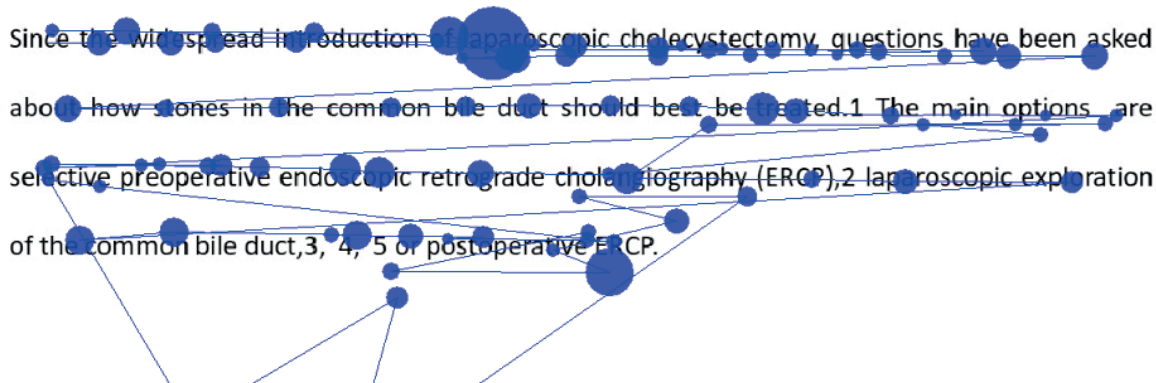 Since the widespread introduction of laparoscopic cholecystectomy, questions have been asked
about how stones in the common bile duct should best be treated.1 The main options are
selective preoperative endoscopic retrograde cholangiography (ERCP),2 laparoscopic exploration
of the common bile duct,3, 4, 5 or postoperative ERCP.